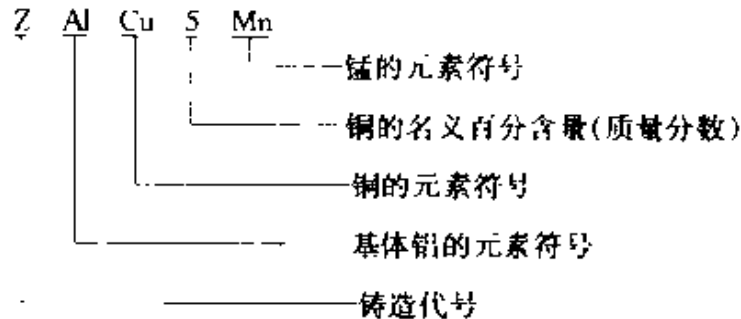 Z Al Cu 5 Mn
锰的元素符号
铜的名义百分含量(质量分数)
铜的元素符号
基体铝的元素符号
铸造代号